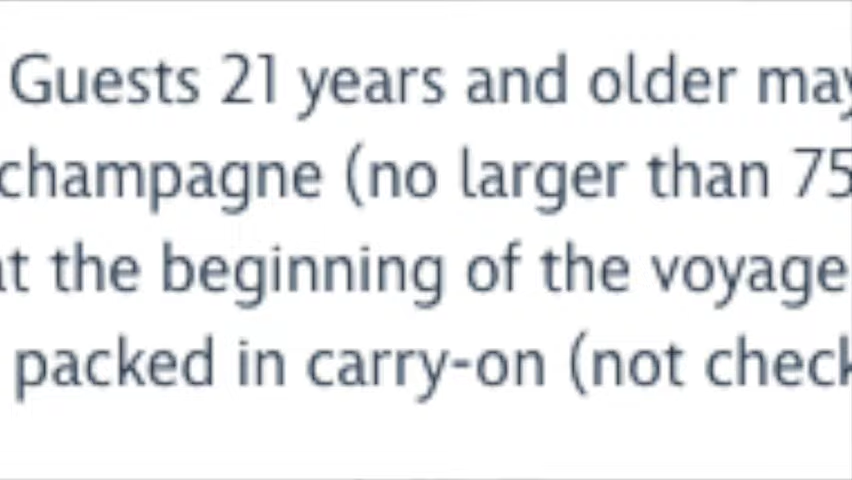 Guests 21 years and older may
champagne (no larger than 75
at the beginning of the voyage
packed in carry-on (not check